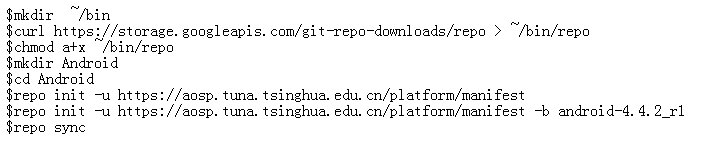 $mkdir  ~/bin
$curl https://storage.googleapis.com/git-repo-downloads/repo > ~/bin/repo
$chmod a+x ~/bin/repo
$mkdir Android
$cd Android
$repo init -u https://aosp.tuna.tsinghua.edu.cn/platform/manifest
$repo init -u https://aosp.tuna.tsinghua.edu.cn/platform/manifest -b android-4.4.2_r1
$repo sync